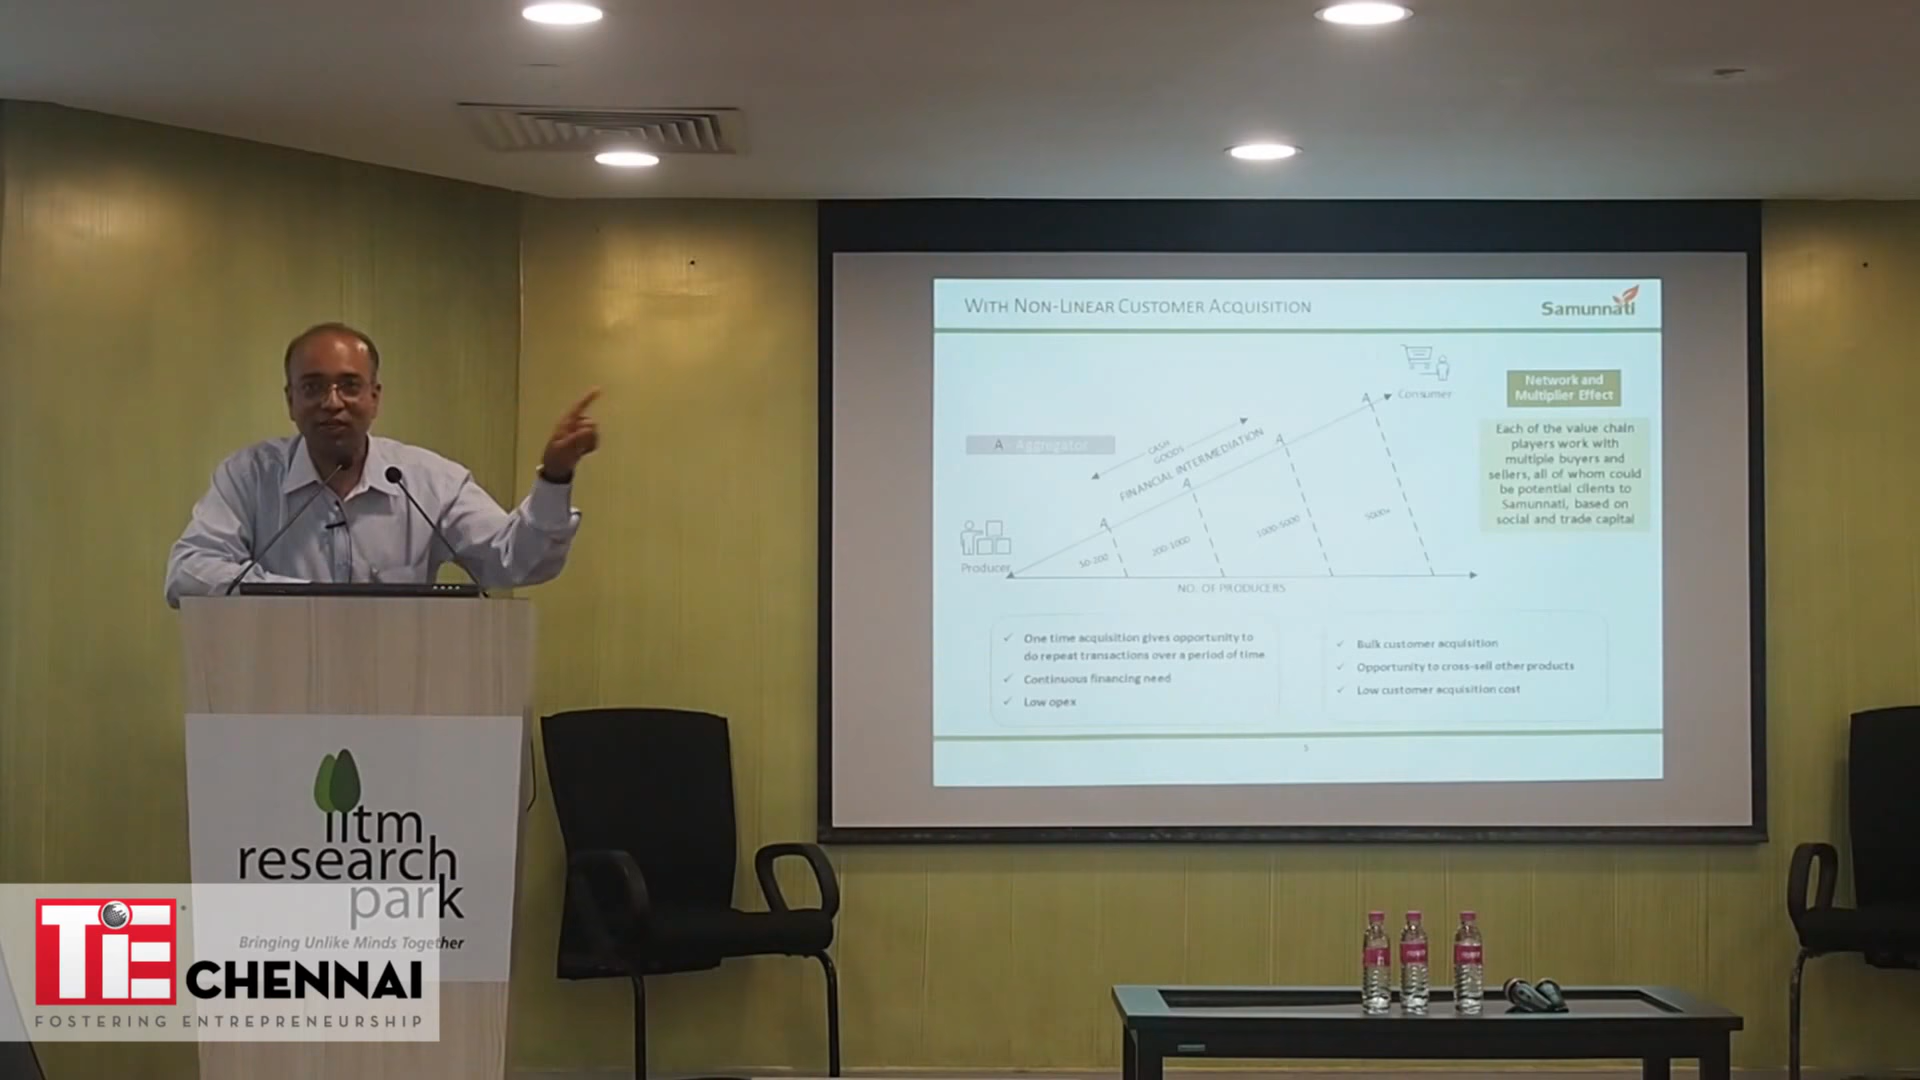 WITH NON-LINEAR CUSTOMER ACQUISITION
Samunnati
Consumer
Network and
Multiplier Effect
Each of the value chain
players work with
multiple buyers and
sellers, all of whom could
be potential clients to
Samunnati, based on
social and trade capital
A Aggregator
CASH
GOODS
FINANCIAL INTERMEDIATION
A
A
A
A
Producer
50-200
200-1000
1000-5000
5000+
NO. OF PRODUCERS
✓ One time acquisition gives opportunity to
do repeat transactions over a period of time
✓ Continuous financing need
✓ Low opex
✓ Bulk customer acquisition
✓ Opportunity to cross-sell other products
✓ Low customer acquisition cost
5
iitm
research
park
Bringing Unlike Minds Together
TiE CHENNAI
FOSTERING ENTREPRENEURSHIP